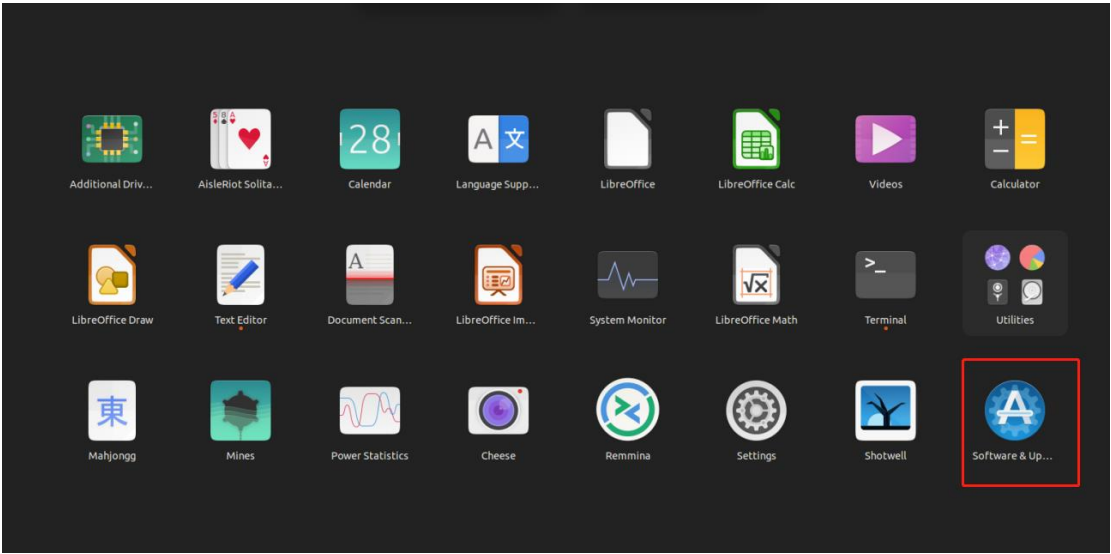 Additional Driv...
AisleRiot Solita...
28
Calendar
A 文
Language Supp...
LibreOffice
LibreOffice Calc
Videos
Calculator
LibreOffice Draw
Text Editor
A
Document Scan...
LibreOffice Im...
System Monitor
√x
LibreOffice Math
>_
Terminal
Utilities
東
Mahjongg
Mines
Power Statistics
Cheese
Remmina
Settings
Shotwell
A
Software & Up...